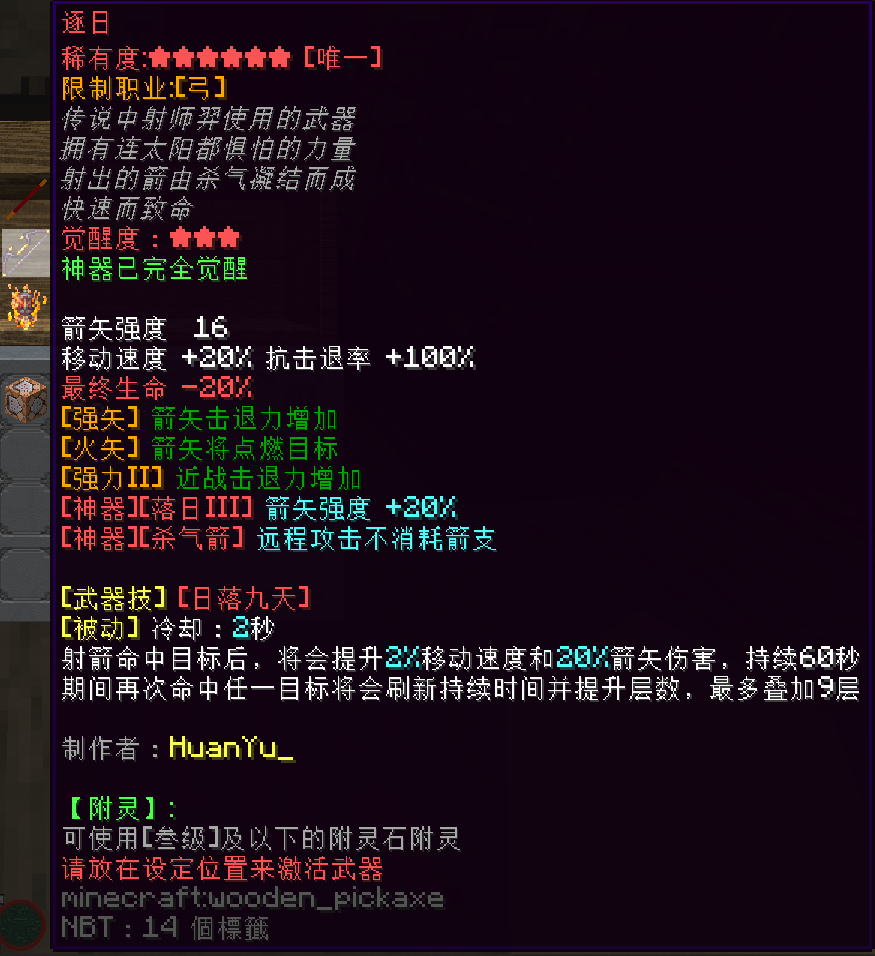 逐日
稀有度:★★★★★★ [唯一]
限制职业:[弓]
传说中射师羿使用的武器
拥有连太阳都惧怕的力量
射出的箭由杀气凝结而成
快速而致命
觉醒度：★★★
神器已完全觉醒
箭矢强度 16
移动速度 +20% 抗击退率 +100%
最终生命 -20%
[强矢] 箭矢击退力增加
[火矢] 箭矢将点燃目标
[强力II] 近战击退力增加
[神器][落日III] 箭矢强度 +20%
[神器][杀气箭] 远程攻击不消耗箭支
[武器技] [日落九天]
[被动] 冷却：2秒
射箭命中目标后，将会提升2%移动速度和20%箭矢伤害，持续60秒
期间再次命中任一目标将会刷新持续时间并提升层数，最多叠加9层
制作者：HuanYu_
【附灵】：
可使用[叁级]及以下的附灵石附灵
请放在设定位置来激活武器
minecraft:wooden_pickaxe
NBT：14 個標籤